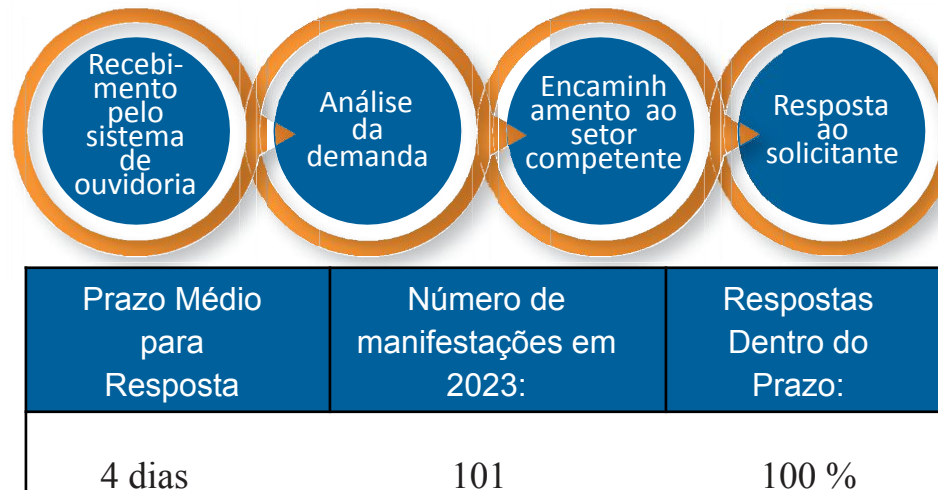 Recebi-
mento
pelo
sistema
de
ouvidoria
Análise
da
demanda
Encaminh
amento ao
setor
competente
Resposta
ao
solicitante
Prazo Médio
para
Resposta
Número de
manifestações em
2023:
Respostas
Dentro do
Prazo:
4 dias
101
100 %